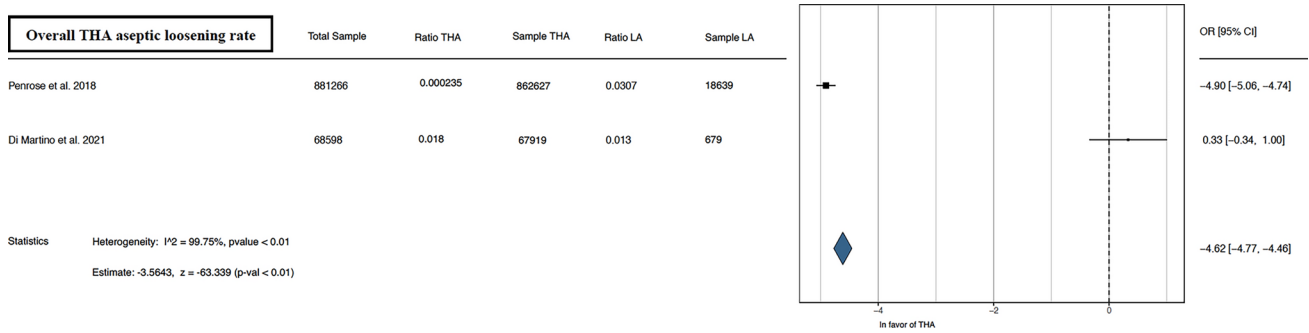 Overall THA aseptic loosening rate Total Sample Ratio THA Sample THA Ratio LA Sample LA OR [95% CI]
Penrose et al. 2018 881266 0.000235 862627 0.0307 18639 −4.90 [−5.06, −4.74]
Di Martino et al. 2021 68598 0.018 67919 0.013 679 0.33 [−0.34, 1.00]
Statistics Heterogeneity: I^2 = 99.75%, pvalue < 0.01 −4.62 [−4.77, −4.46]
Estimate: -3.5643, z = -63.339 (p-val < 0.01)
−4 −2 0
In favor of THA